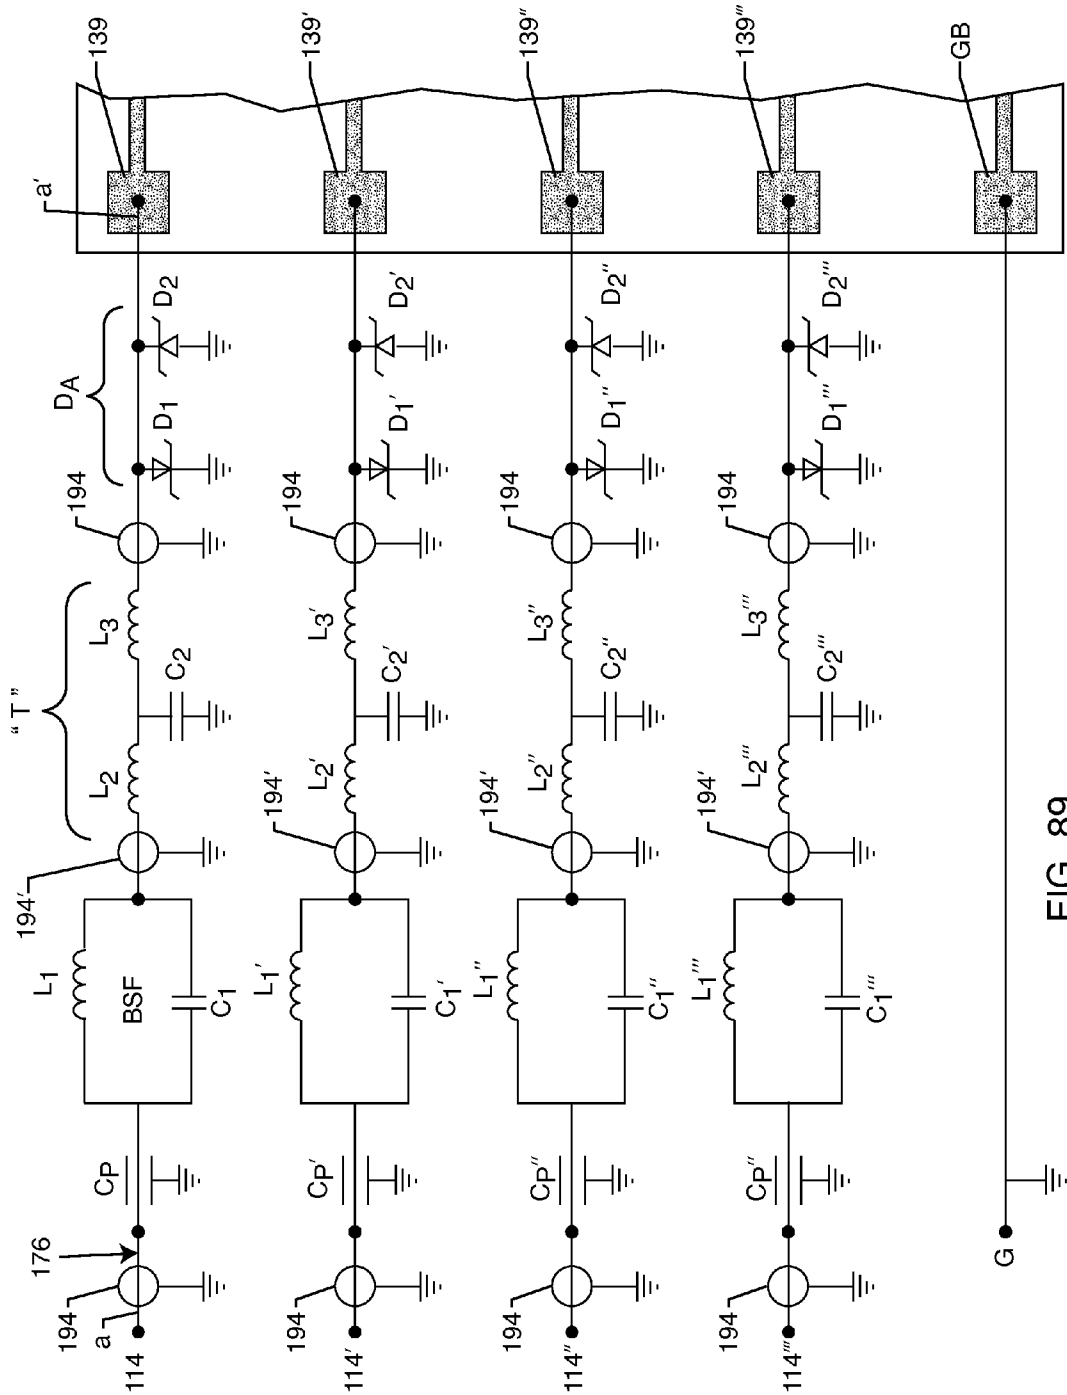 139
139′
139″
139‴
GB
a′
DA
D1
D2
D1′
D2′
D1″
D2″
D1‴
D2‴
194
194
194
194
“ T ”
L2
L3
C2
L2′
L3′
C2′
L2″
L3″
C2″
L2‴
L3‴
C2‴
194′
194′
194′
194′
L1
BSF
C1
L1′
C1′
L1″
C1″
L1‴
C1‴
CP
CP′
CP″
CP‴
176
194
a
114
194
114′
194
114″
194
114‴
G
FIG. 89